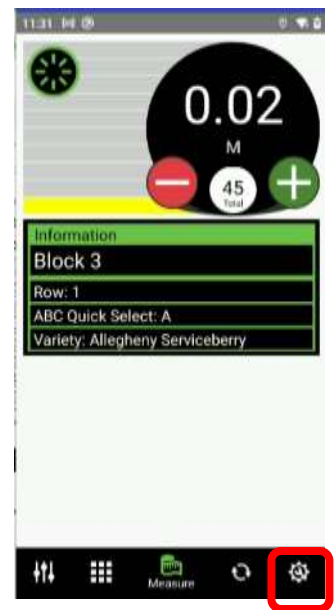 11:31
0.02
M
45
Total
Information
Block 3
Row: 1
ABC Quick Select: A
Variety: Allegheny Serviceberry
Measure